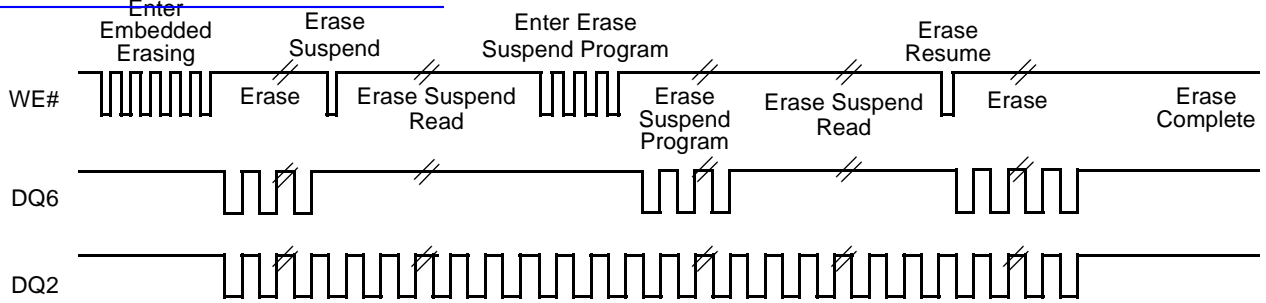 Enter
Embedded
Erasing
Erase
Suspend
Enter Erase
Suspend Program
Erase
Resume
WE#
Erase
Erase Suspend
Read
Erase
Suspend
Program
Erase Suspend
Read
Erase
Erase
Complete
DQ6
DQ2